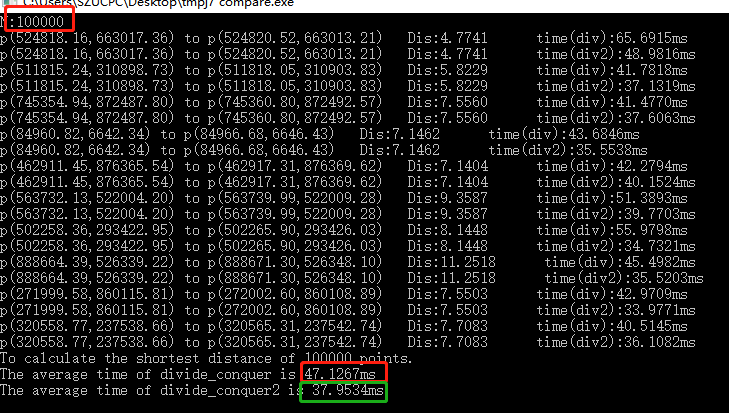 C:\Users\SZUCPC\Desktop\tmpj7 compare.exe
N:100000
p(524818.16,663017.36) to p(524820.52,663013.21) Dis:4.7741 time(div):65.6915ms
p(524818.16,663017.36) to p(524820.52,663013.21) Dis:4.7741 time(div2):48.9816ms
p(511815.24,310898.73) to p(511818.05,310903.83) Dis:5.8229 time(div):41.7818ms
p(511815.24,310898.73) to p(511818.05,310903.83) Dis:5.8229 time(div2):37.1319ms
p(745354.94,872487.80) to p(745360.80,872492.57) Dis:7.5560 time(div):41.4770ms
p(745354.94,872487.80) to p(745360.80,872492.57) Dis:7.5560 time(div2):37.6063ms
p(84960.82,6642.34) to p(84966.68,6646.43) Dis:7.1462 time(div):43.6846ms
p(84960.82,6642.34) to p(84966.68,6646.43) Dis:7.1462 time(div2):35.5538ms
p(462911.45,876365.54) to p(462917.31,876369.62) Dis:7.1404 time(div):42.2794ms
p(462911.45,876365.54) to p(462917.31,876369.62) Dis:7.1404 time(div2):40.1524ms
p(563732.13,522004.20) to p(563739.99,522009.28) Dis:9.3587 time(div):51.3893ms
p(563732.13,522004.20) to p(563739.99,522009.28) Dis:9.3587 time(div2):39.7703ms
p(502258.36,293422.95) to p(502265.90,293426.03) Dis:8.1448 time(div):55.9798ms
p(502258.36,293422.95) to p(502265.90,293426.03) Dis:8.1448 time(div2):34.7321ms
p(888664.39,526339.22) to p(888671.30,526348.10) Dis:11.2518 time(div):45.4982ms
p(888664.39,526339.22) to p(888671.30,526348.10) Dis:11.2518 time(div2):35.5203ms
p(271999.58,860115.81) to p(272002.60,860108.89) Dis:7.5503 time(div):42.9709ms
p(271999.58,860115.81) to p(272002.60,860108.89) Dis:7.5503 time(div2):33.9771ms
p(320558.77,237538.66) to p(320565.31,237542.74) Dis:7.7083 time(div):40.5145ms
p(320558.77,237538.66) to p(320565.31,237542.74) Dis:7.7083 time(div2):36.1082ms
To calculate the shortest distance of 100000 points.
The average time of divide_conquer is 47.1267ms
The average time of divide_conquer2 is 37.9534ms